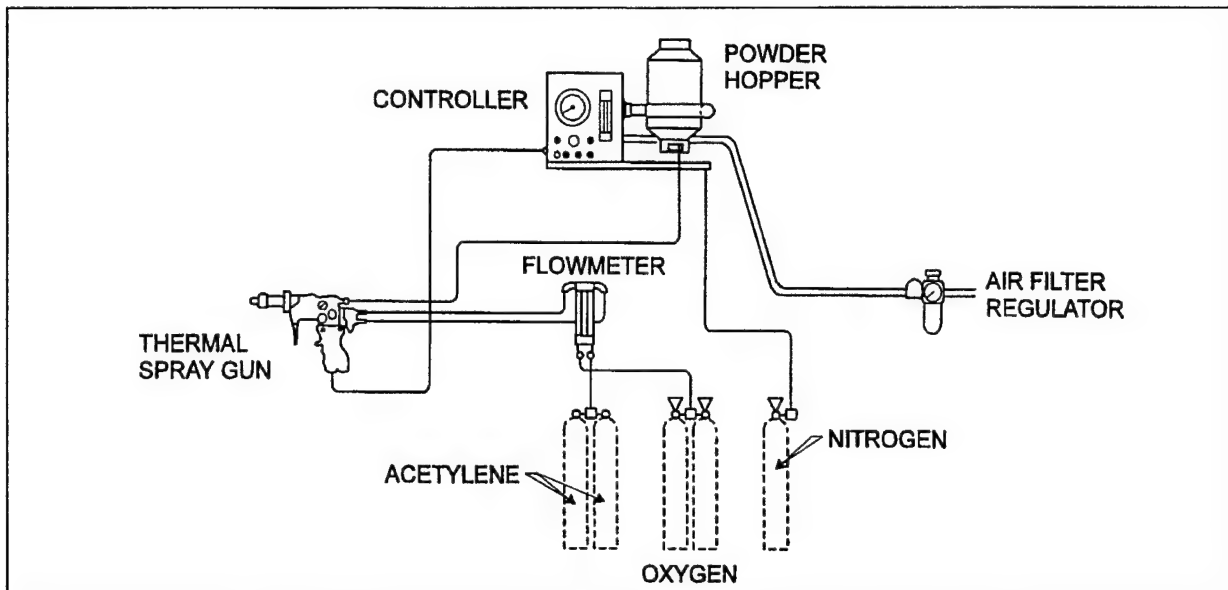 POWDER
HOPPER
CONTROLLER
FLOWMETER
AIR FILTER
REGULATOR
THERMAL
SPRAY GUN
NITROGEN
ACETYLENE
OXYGEN